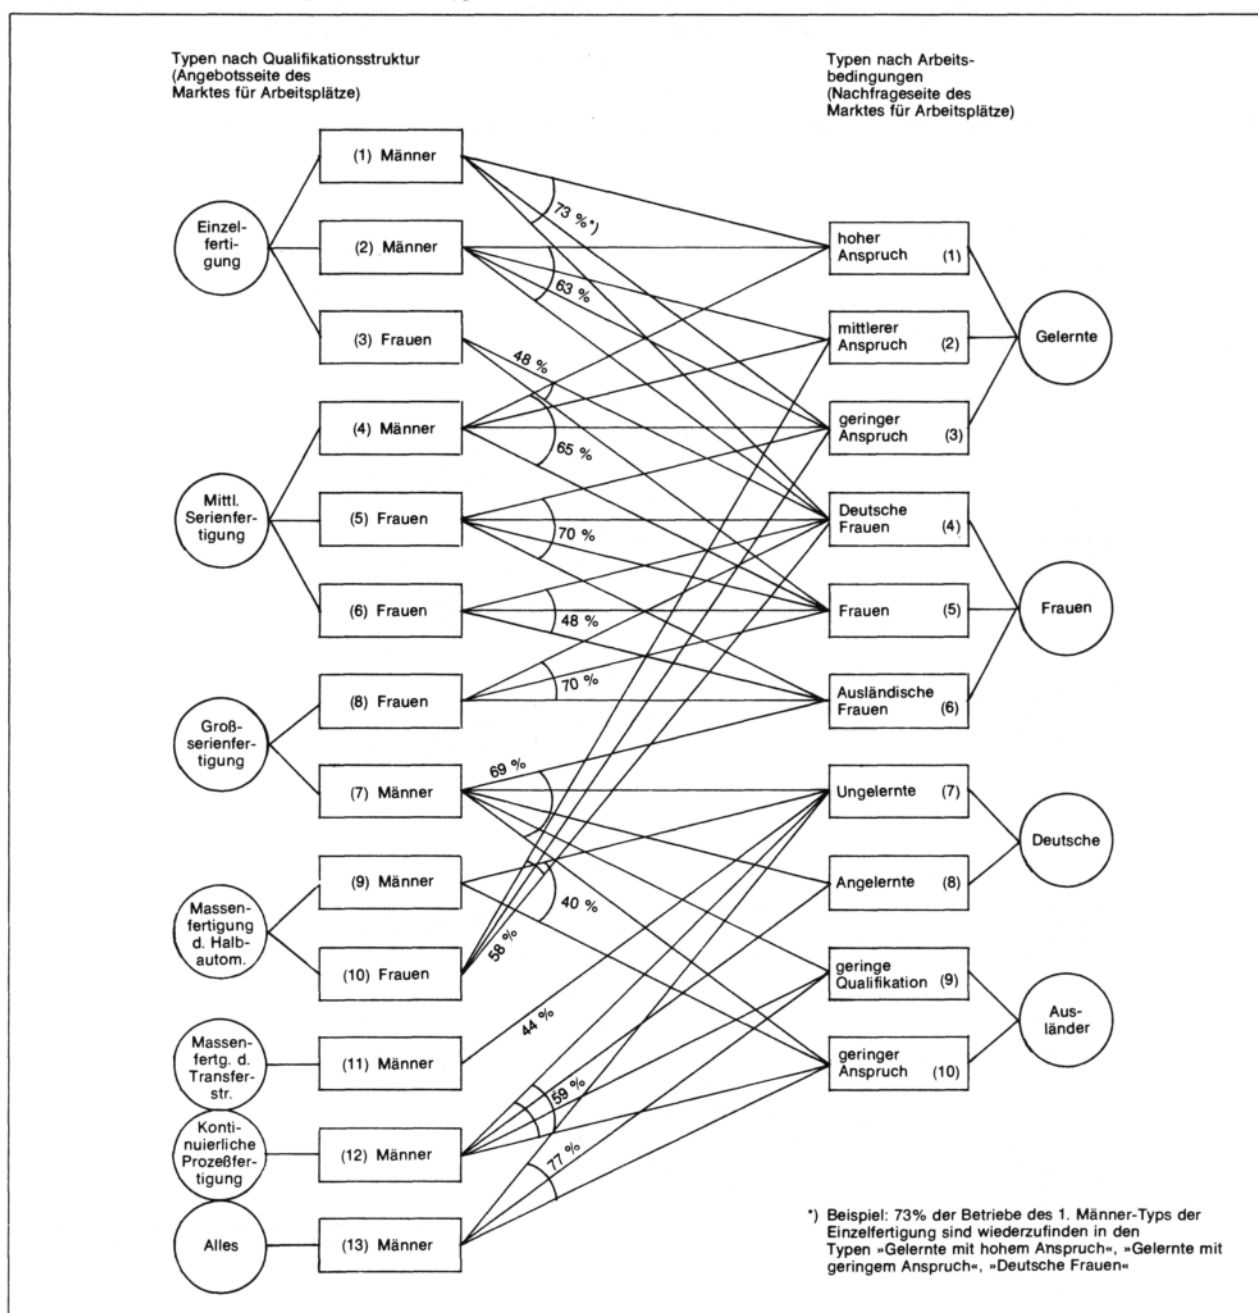 Typen nach Qualifikationsstruktur
(Angebotsseite des
Marktes für Arbeitsplätze)
Typen nach Arbeits-
bedingungen
(Nachfrageseite des
Marktes für Arbeitsplätze)
Einzel-
ferti-
gung
(1) Männer
(2) Männer
(3) Frauen
Mittl.
Serienfer-
tigung
(4) Männer
(5) Frauen
(6) Frauen
Groß-
serienfer-
tigung
(8) Frauen
(7) Männer
Massen-
fertigung
d. Halb-
autom.
(9) Männer
(10) Frauen
Massen-
fertg. d.
Transfer-
str.
(11) Männer
Konti-
nuierliche
Prozeßfer-
tigung
(12) Männer
Alles
(13) Männer
73 %*)
63 %
48 %
65 %
70 %
48 %
70 %
69 %
40 %
58 %
44 %
59 %
77 %
hoher
Anspruch (1)
mittlerer
Anspruch (2)
geringer
Anspruch (3)
Gelernte
Deutsche
Frauen (4)
Frauen (5)
Ausländische
Frauen (6)
Frauen
Ungelernte (7)
Angelernte (8)
Deutsche
geringe
Qualifikation (9)
geringer
Anspruch (10)
Aus-
länder
*) Beispiel: 73% der Betriebe des 1. Männer-Typs der
Einzelfertigung sind wiederzufinden in den
Typen »Gelernte mit hohem Anspruch«, »Gelernte mit
geringem Anspruch«, »Deutsche Frauen«